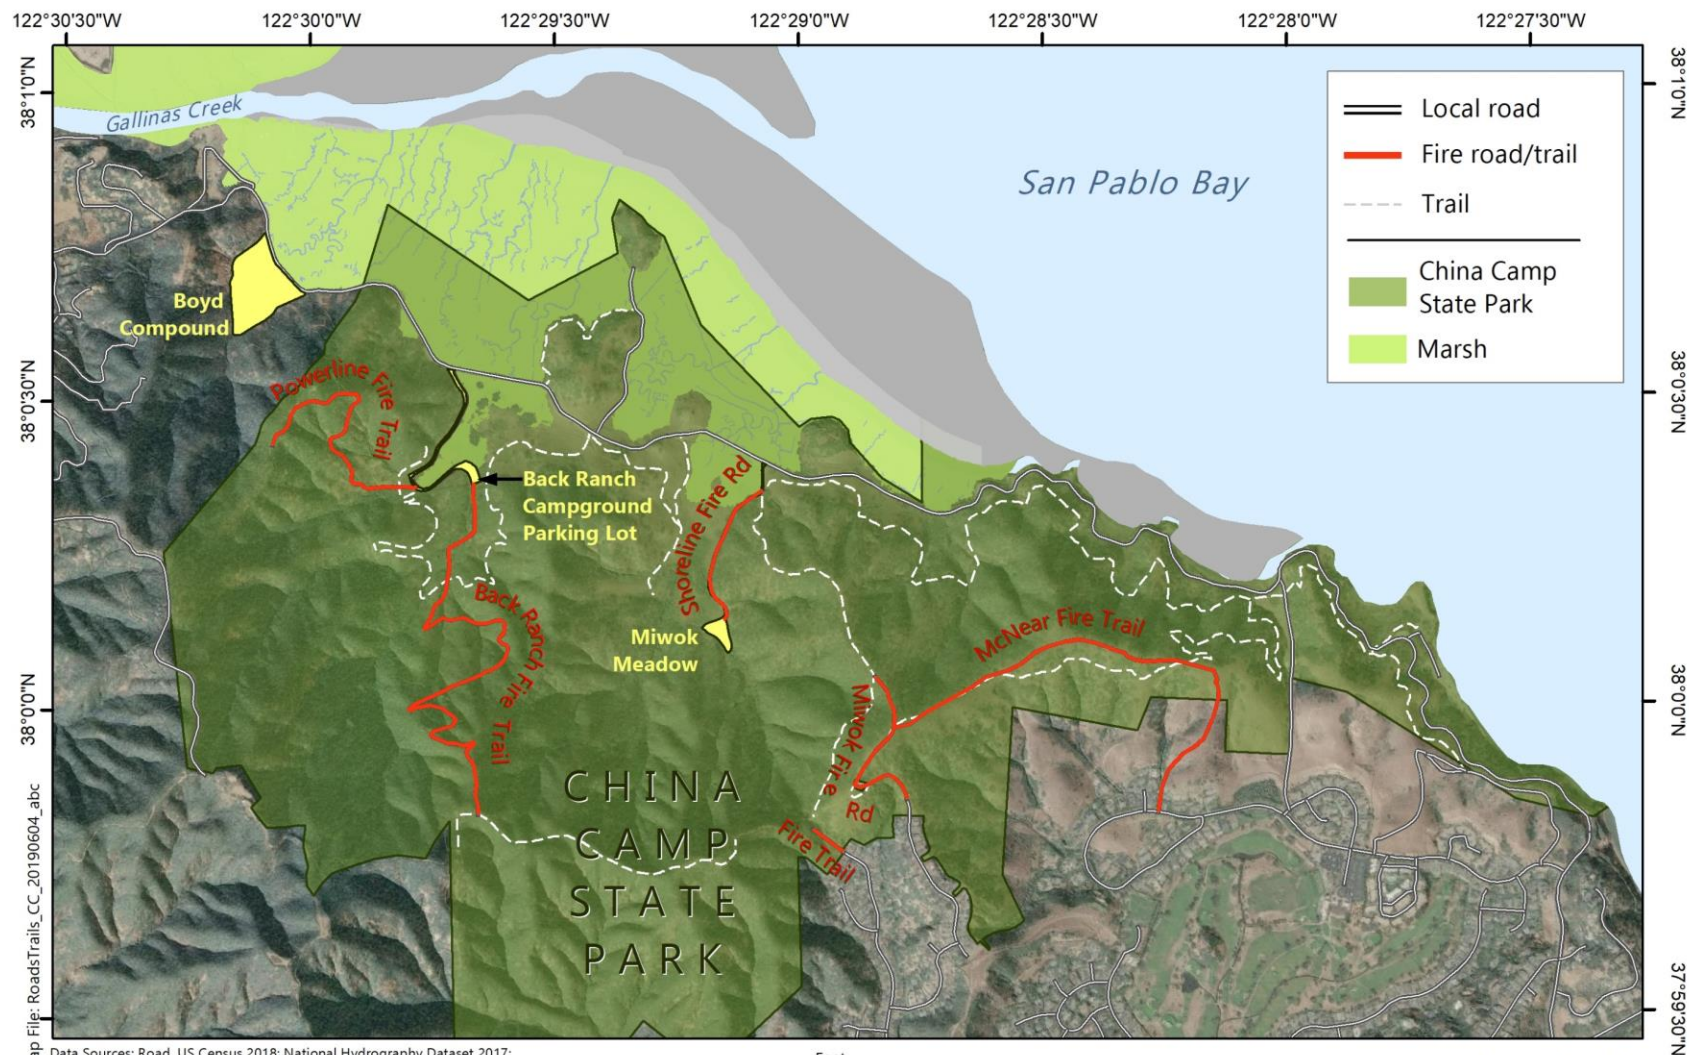 122°30'30"W 122°30'0"W 122°29'30"W 122°29'0"W 122°28'30"W 122°28'0"W 122°27'30"W
38°1'0"N
38°1'0"N
Gallinas Creek
San Pablo Bay
Local road
Fire road/trail
Trail
China Camp
State Park
Marsh
Boyd
Compound
38°0'30"N
38°0'30"N
Powerline Fire Trail
Back Ranch
Campground
Parking Lot
Shoreline Fire Rd
Back Ranch Fire Trail
Miwok
Meadow
McNear Fire Trail
Miwok Fire
Rd
Fire Trail
38°0'0"N
38°0'0"N
CHINA
CAMP
STATE
PARK
37°59'30"N
ap File: RoadsTrails_CC_20190604_abc
Data Sources: Road, US Census 2018; National Hydrography Dataset 2017;